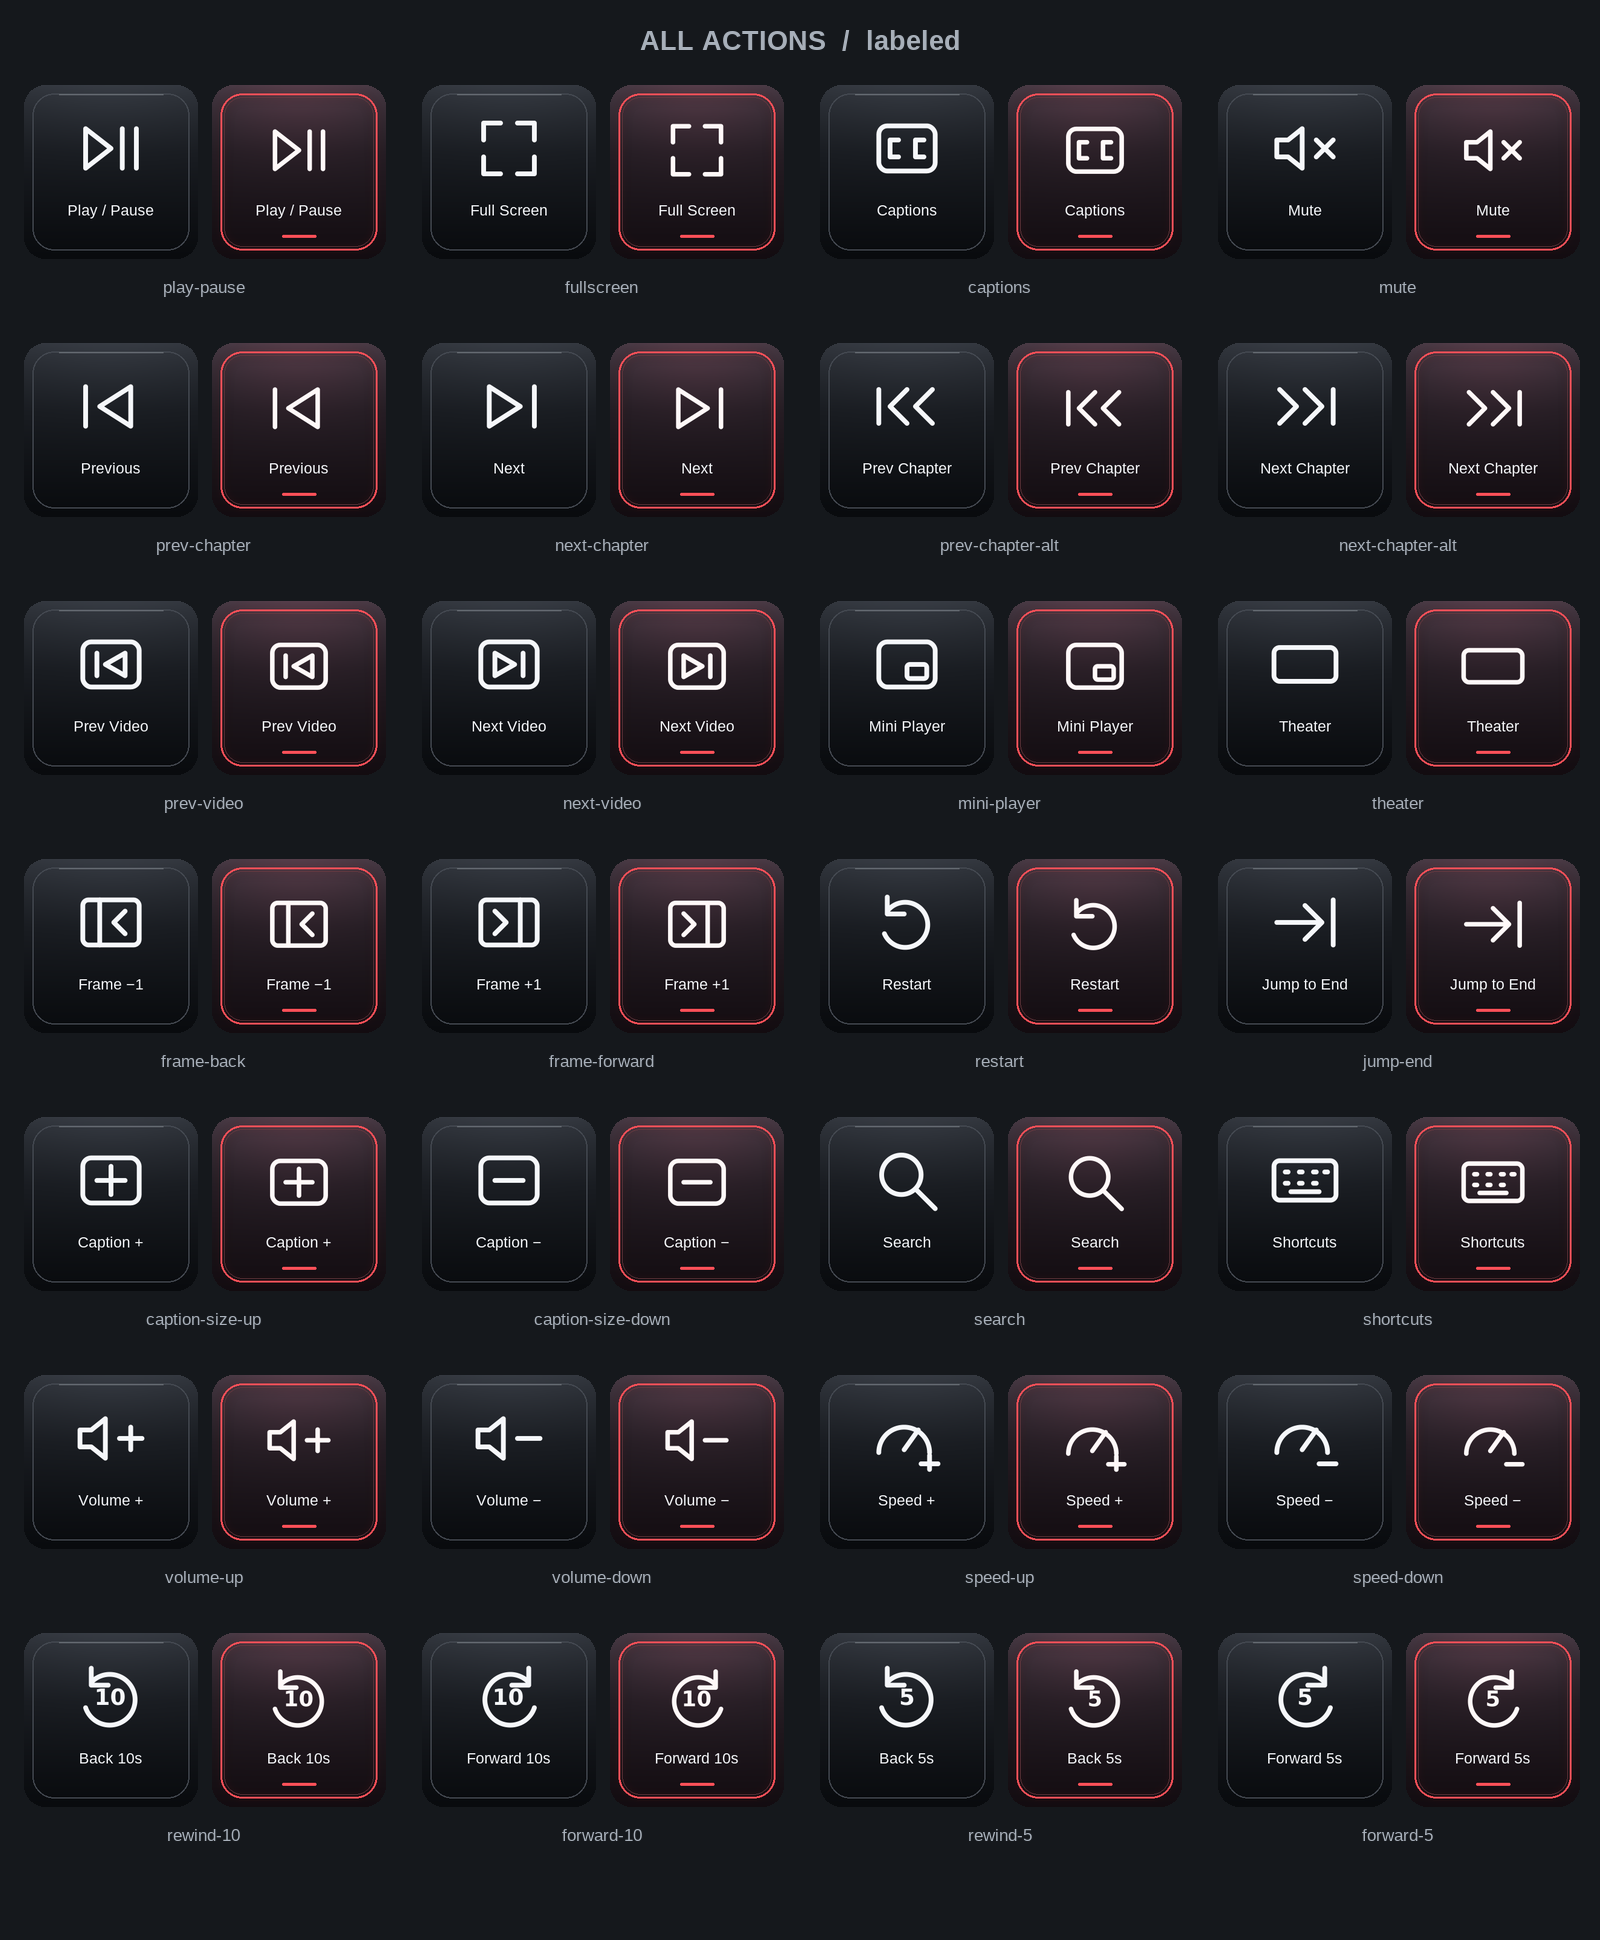 ALL ACTIONS / labeled
Play / Pause Play / Pause Full Screen Full Screen Captions Captions Mute Mute
play-pause fullscreen captions mute
Previous Previous Next Next Prev Chapter Prev Chapter Next Chapter Next Chapter
prev-chapter next-chapter prev-chapter-alt next-chapter-alt
Prev Video Prev Video Next Video Next Video Mini Player Mini Player Theater Theater
prev-video next-video mini-player theater
Frame −1 Frame −1 Frame +1 Frame +1 Restart Restart Jump to End Jump to End
frame-back frame-forward restart jump-end
Caption + Caption + Caption − Caption − Search Search Shortcuts Shortcuts
caption-size-up caption-size-down search shortcuts
Volume + Volume + Volume − Volume − Speed + Speed + Speed − Speed −
volume-up volume-down speed-up speed-down
10 10 10 10 5 5 5 5
Back 10s Back 10s Forward 10s Forward 10s Back 5s Back 5s Forward 5s Forward 5s
rewind-10 forward-10 rewind-5 forward-5